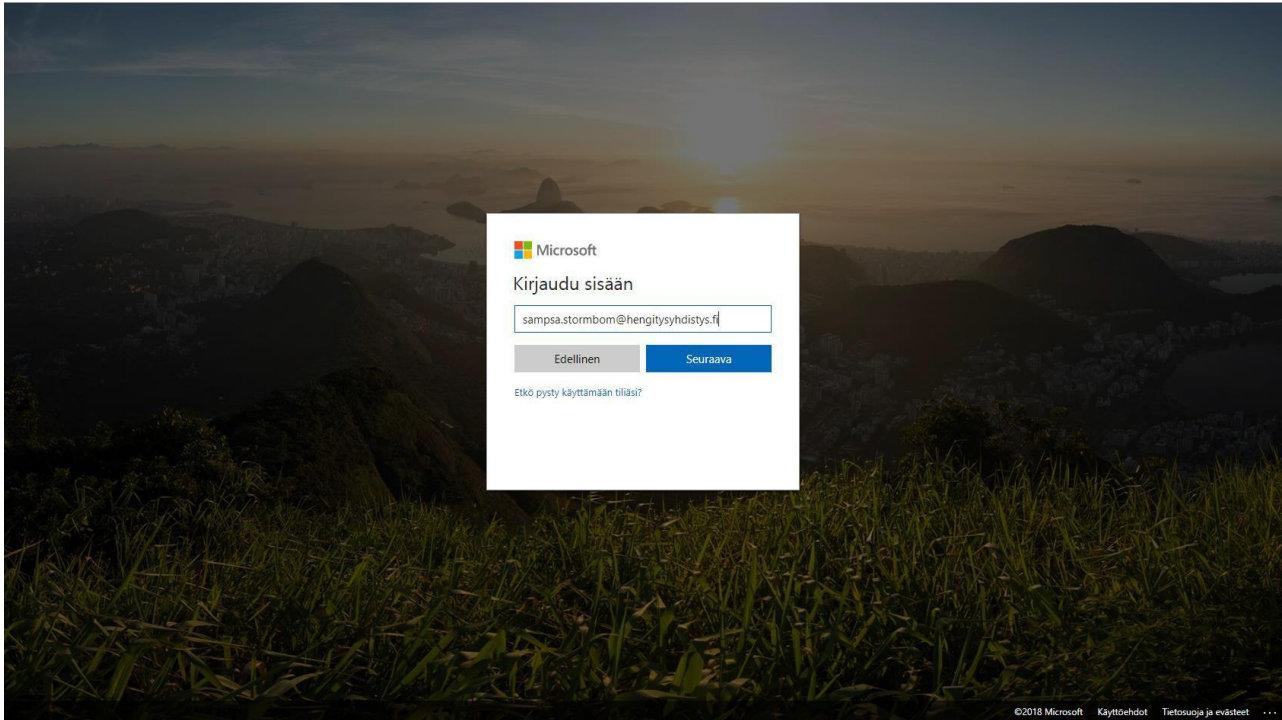 Microsoft
Kirjaudu sisään
sampsa.stormbom@hengitysyhdistys.fi
Edellinen Seuraava
Etkö pysty käyttämään tiliäsi?
©2018 Microsoft Käyttöehdot Tietosuoja ja evästeet ...